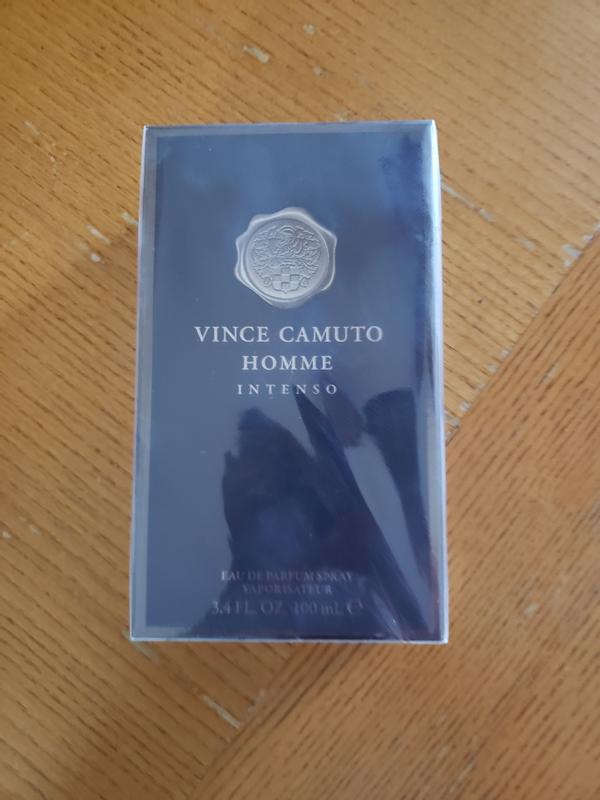 VINCE CAMUTO
HOMME
INTENSO
EAU DE PARFUM SPRAY
VAPORISATEUR
3.4 FL. OZ. 100 mL ℮